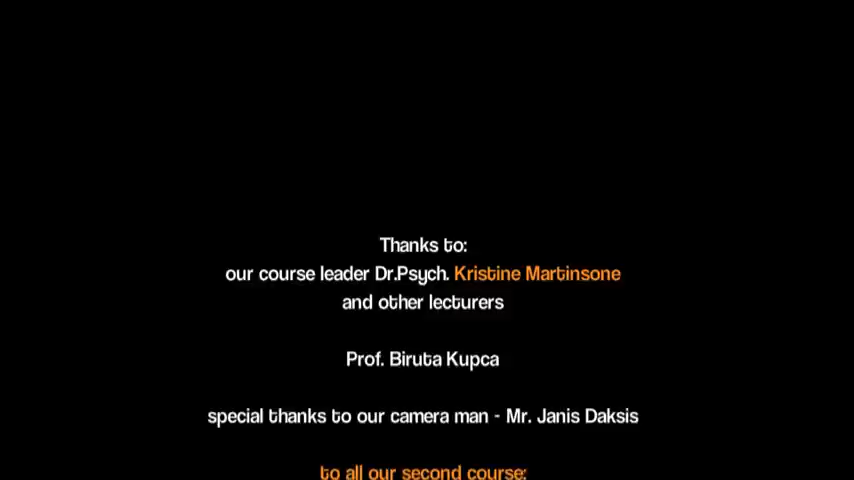 Thanks to:
our course leader Dr.Psych. Kristine Martinsone
and other lecturers
Prof. Biruta Kupca
special thanks to our camera man - Mr. Janis Daksis
to all our second course: